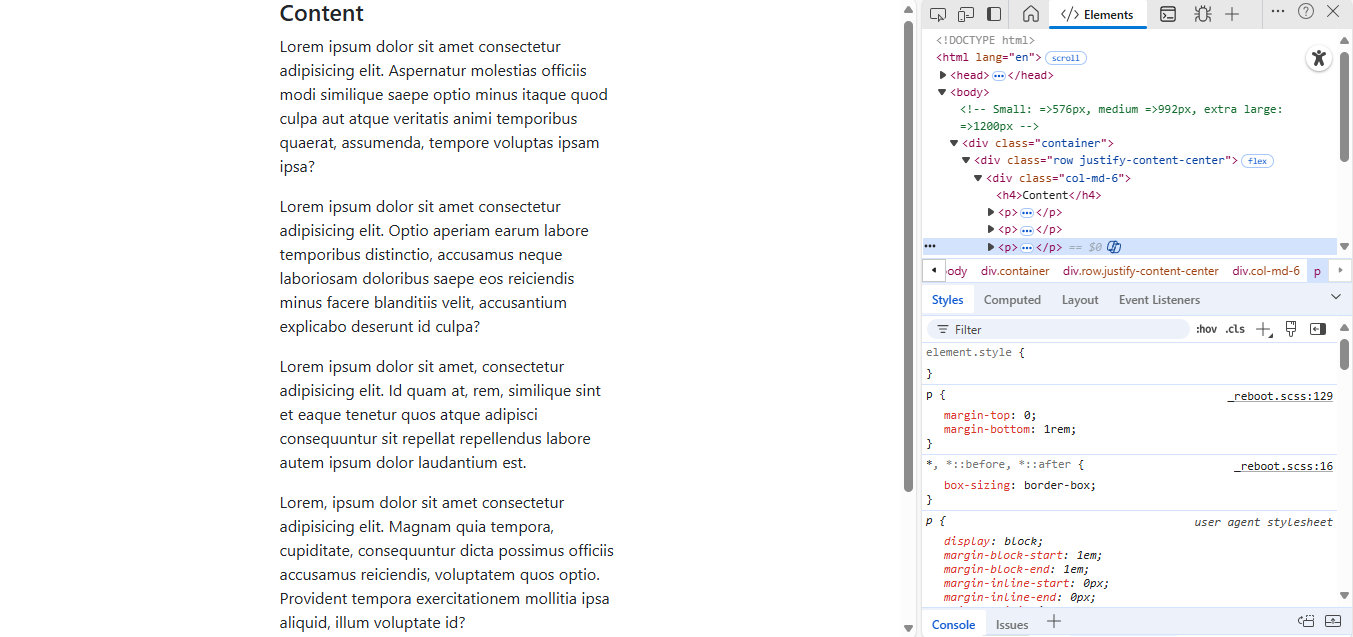 Content
Lorem ipsum dolor sit amet consectetur
adipisicing elit. Aspernatur molestias officiis
modi similique saepe optio minus itaque quod
culpa aut atque veritatis animi temporibus
quaerat, assumenda, tempore voluptas ipsam
ipsa?
Lorem ipsum dolor sit amet consectetur
adipisicing elit. Optio aperiam earum labore
temporibus distinctio, accusamus neque
laboriosam doloribus saepe eos reiciendis
minus facere blanditiis velit, accusantium
explicabo deserunt id culpa?
Lorem ipsum dolor sit amet, consectetur
adipisicing elit. Id quam at, rem, similique sint
et eaque tenetur quos atque adipisci
consequuntur sit repellat repellendus labore
autem ipsum dolor laudantium est.
Lorem, ipsum dolor sit amet consectetur
adipisicing elit. Magnam quia tempora,
cupiditate, consequuntur dicta possimus officiis
accusamus reiciendis, voluptatem quos optio.
Provident tempora exercitationem mollitia ipsa
aliquid, illum voluptate id?
</> Elements
<!DOCTYPE html>
<html lang="en"> scroll
<head> ••• </head>
<body>
<!-- Small: =>576px, medium =>992px, extra large:
=>1200px -->
<div class="container">
<div class="row justify-content-center"> flex
<div class="col-md-6">
<h4>Content</h4>
<p> ••• </p>
<p> ••• </p>
••• <p> ••• </p> == $0
ody div.container div.row.justify-content-center div.col-md-6 p
Styles Computed Layout Event Listeners
Filter :hov .cls
element.style {
}
p { _reboot.scss:129
margin-top: 0;
margin-bottom: 1rem;
}
*, *::before, *::after { _reboot.scss:16
box-sizing: border-box;
}
p { user agent stylesheet
display: block;
margin-block-start: 1em;
margin-block-end: 1em;
margin-inline-start: 0px;
margin-inline-end: 0px;
Console Issues